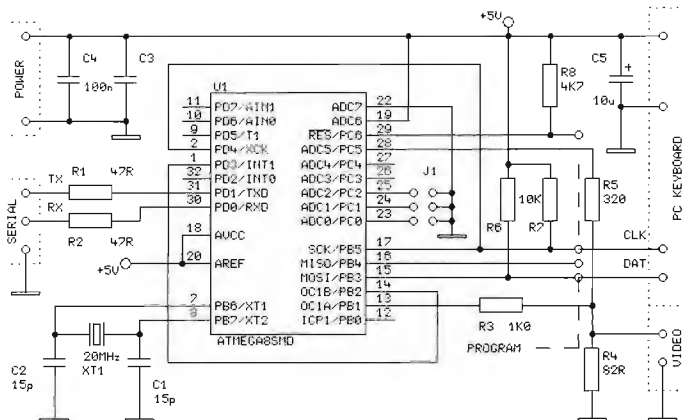 +5V
POWER
C4
100n
C3
U1
R8
4K7
C5
+
10u
PC KEYBOARD
11 PD7/AIN1
10 PD6/AIN0
9 PD5/T1
2 PD4/XCK
1 PD3/INT1
32 PD2/INT0
31 PD1/TXD
30 PD0/RXD
18 AVCC
20 AREF
7 PB6/XT1
8 PB7/XT2
ADC7 22
ADC6 19
RES/PC6 29
ADC5/PC5 28
ADC4/PC4 27
ADC3/PC3 26
ADC2/PC2 25
ADC1/PC1 24
ADC0/PC0 23
SCK/PB5 17
MISO/PB4 16
MOSI/PB3 15
OC1B/PB2 14
OC1A/PB1 13
ICP1/PB0 12
ATMEGA8SMD
J1
SERIAL
TX
R1 47R
RX
R2 47R
+5V
R6
10K
R7
R5
320
CLK
DAT
R3 1K0
PROGRAM
R4
82R
VIDEO
20MHz
XT1
C2
15p
C1
15p